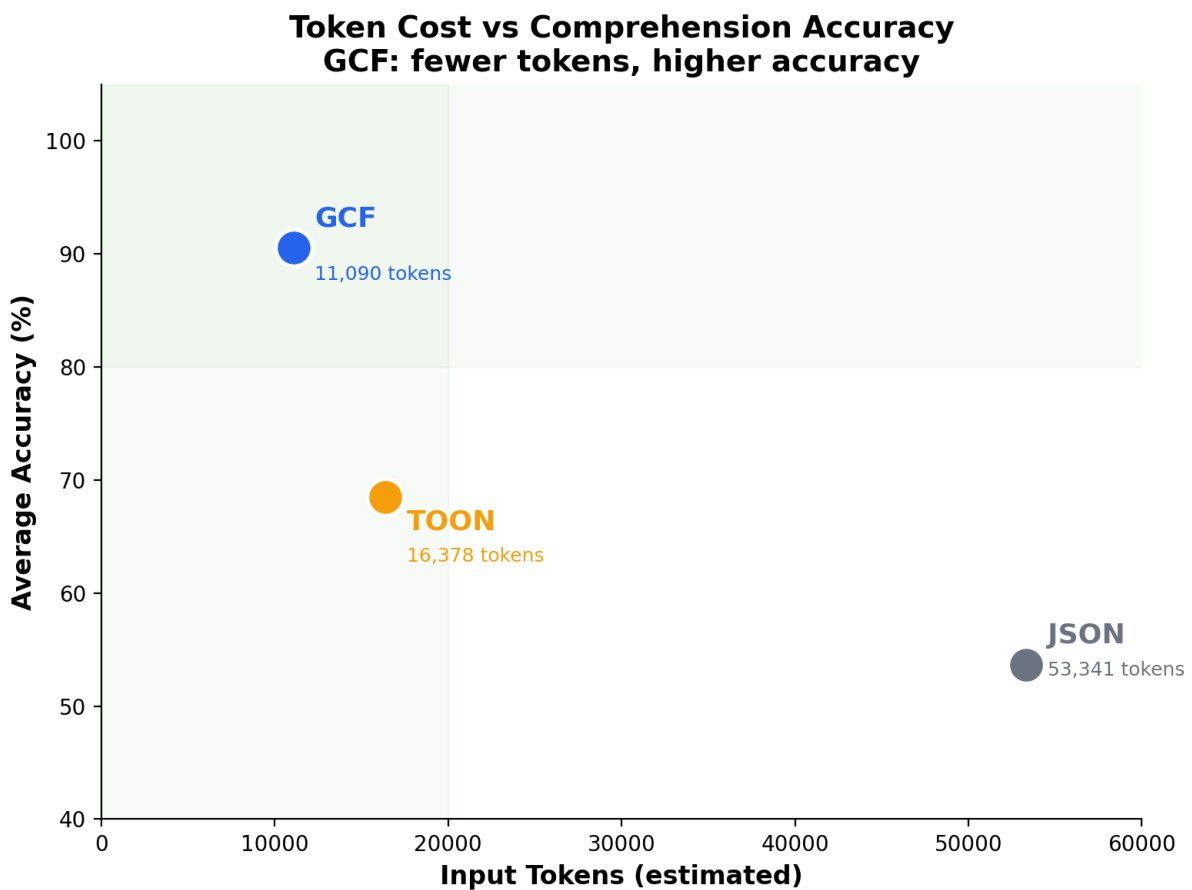 Token Cost vs Comprehension Accuracy
GCF: fewer tokens, higher accuracy
Average Accuracy (%)
100
90
80
70
60
50
40
GCF
11,090 tokens
TOON
16,378 tokens
JSON
53,341 tokens
0
10000
20000
30000
40000
50000
60000
Input Tokens (estimated)